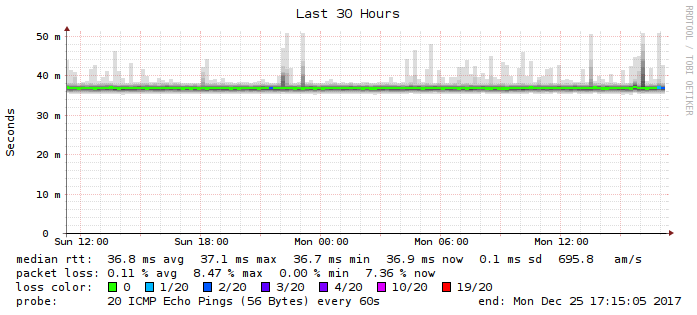 Last 30 Hours
RRDTOOL / TOBI OETIKER
Seconds
50 m
40 m
30 m
20 m
10 m
0
Sun 12:00 Sun 18:00 Mon 00:00 Mon 06:00 Mon 12:00
median rtt: 36.8 ms avg 37.1 ms max 36.7 ms min 36.9 ms now 0.1 ms sd 695.8 am/s
packet loss: 0.11 % avg 8.47 % max 0.00 % min 7.36 % now
loss color: 0 1/20 2/20 3/20 4/20 10/20 19/20
probe: 20 ICMP Echo Pings (56 Bytes) every 60s end: Mon Dec 25 17:15:05 2017